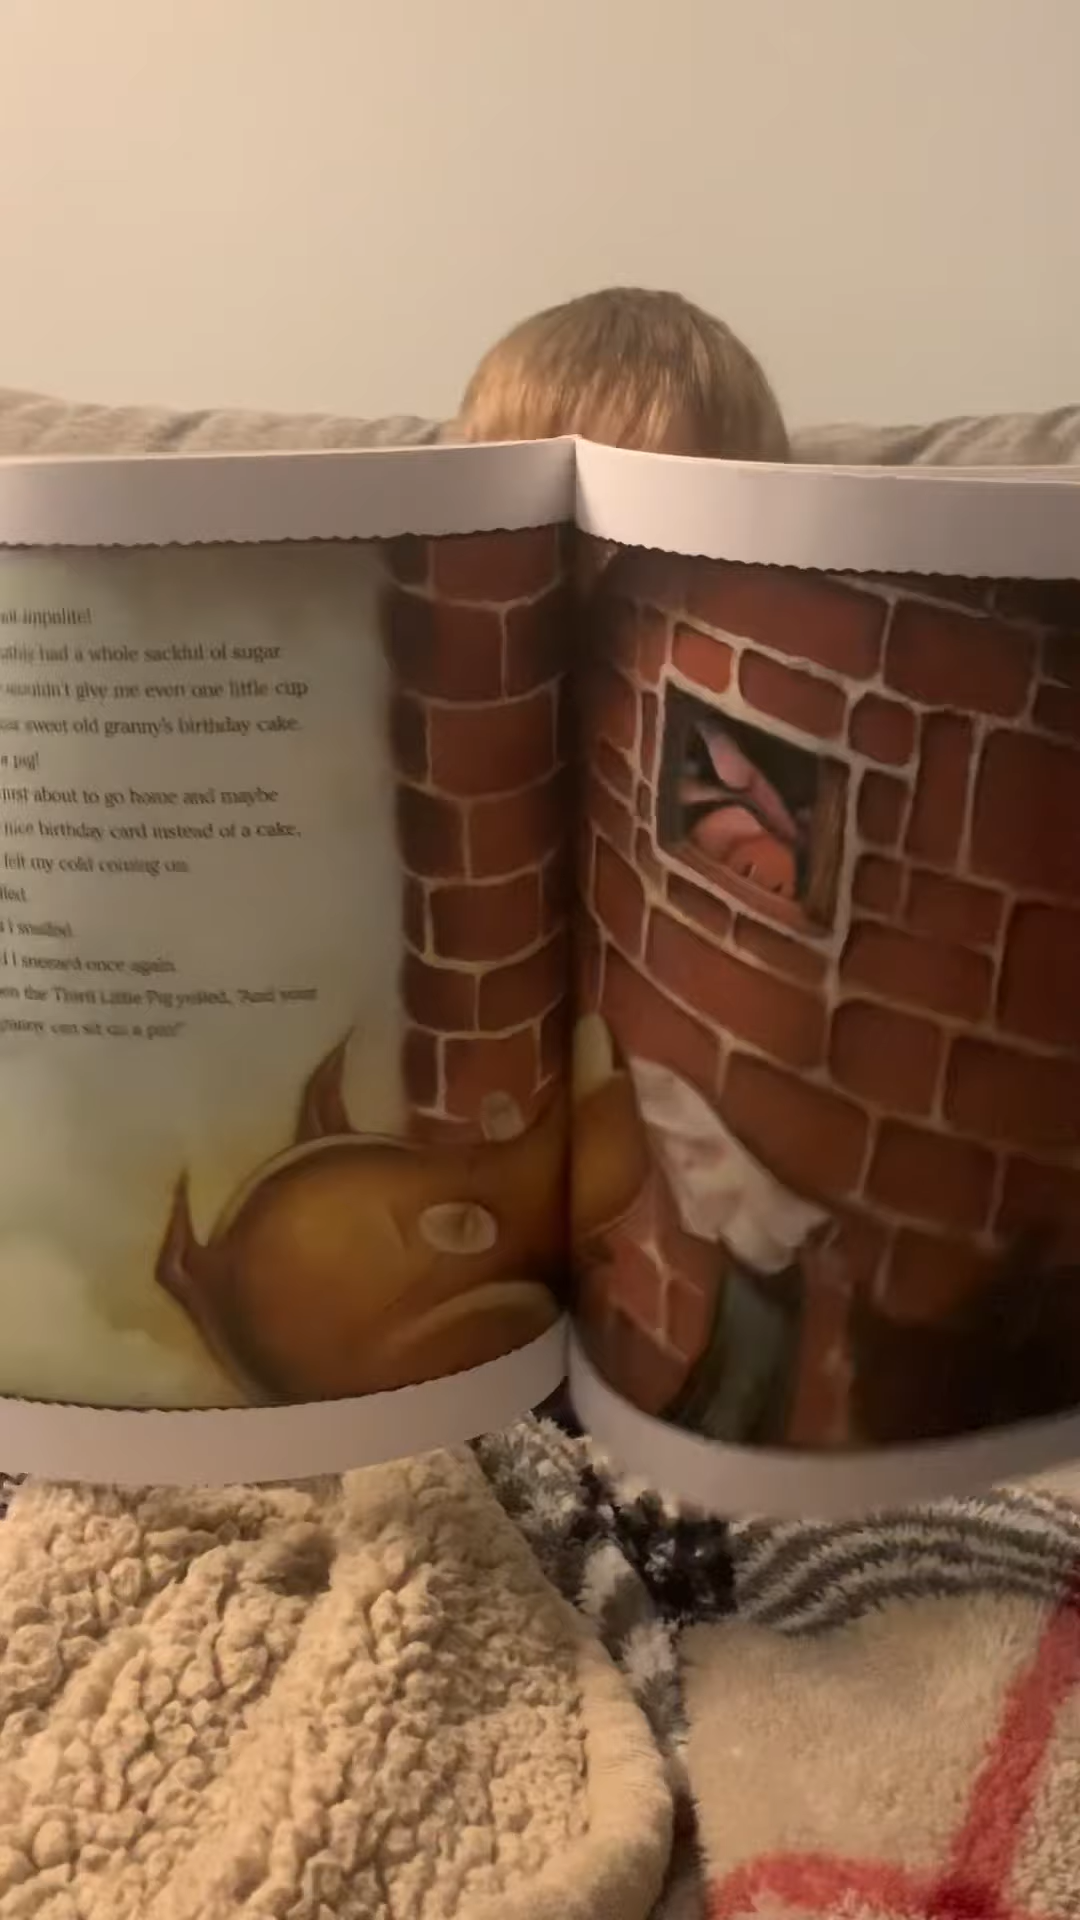 impolite!
had a whole sackful of sugar
wouldn't give me even one little cup
sweet old granny's birthday cake.
pig!
just about to go home and maybe
nice birthday card instead of a cake,
felt my cold coming on.
I snuffed.
I sneezed once again.
the Third Little Pig yelled, "And your
granny can sit on a pin!"